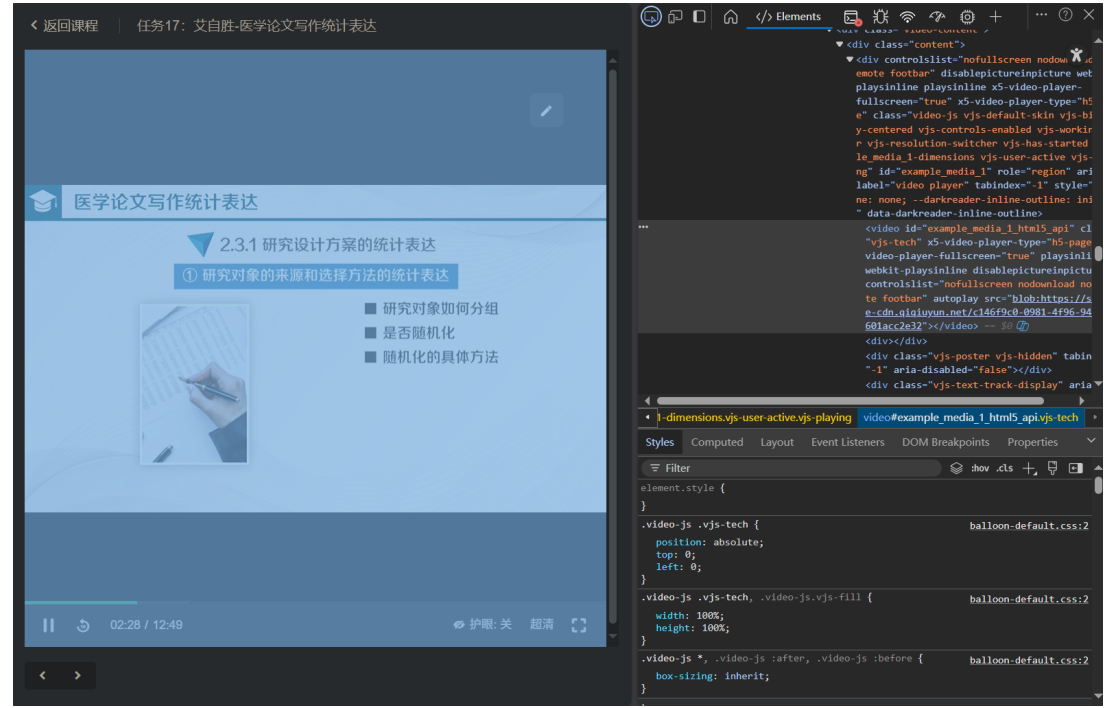 返回课程
任务17：艾自胜-医学论文写作统计表达
医学论文写作统计表达
2.3.1 研究设计方案的统计表达
① 研究对象的来源和选择方法的统计表达
研究对象如何分组
是否随机化
随机化的具体方法
02:28 / 12:49
护眼: 关
超清
</> Elements
<div class="video-content">
▼<div class="content">
▼<div controlslist="nofullscreen nodown
emote footbar" disablepictureinpicture web
playsinline playsinline x5-video-player-
fullscreen="true" x5-video-player-type="h5
e" class="video-js vjs-default-skin vjs-bi
y-centered vjs-controls-enabled vjs-workin
r vjs-resolution-switcher vjs-has-started
le_media_1-dimensions vjs-user-active vjs-
ng" id="example_media_1" role="region" ari
label="video player" tabindex="-1" style="
ne: none; --darkreader-inline-outline: ini
" data-darkreader-inline-outline>
<video id="example_media_1_html5_api" cl
"vjs-tech" x5-video-player-type="h5-page
video-player-fullscreen="true" playsinli
webkit-playsinline disablepictureinpictu
controlslist="nofullscreen nodownload no
te footbar" autoplay src="blob:https://s
e-cdn.qiqiuyun.net/c146f9c0-0981-4f96-94
601acc2e32"></video> == $0
<div></div>
<div class="vjs-poster vjs-hidden" tabin
"-1" aria-disabled="false"></div>
<div class="vjs-text-track-display" aria
1-dimensions.vjs-user-active.vjs-playing video#example_media_1_html5_api.vjs-tech
Styles Computed Layout Event Listeners DOM Breakpoints Properties
Filter :hov .cls
element.style {
}
.video-js .vjs-tech { balloon-default.css:2
position: absolute;
top: 0;
left: 0;
}
.video-js .vjs-tech, .video-js.vjs-fill { balloon-default.css:2
width: 100%;
height: 100%;
}
.video-js *, .video-js :after, .video-js :before { balloon-default.css:2
box-sizing: inherit;
}